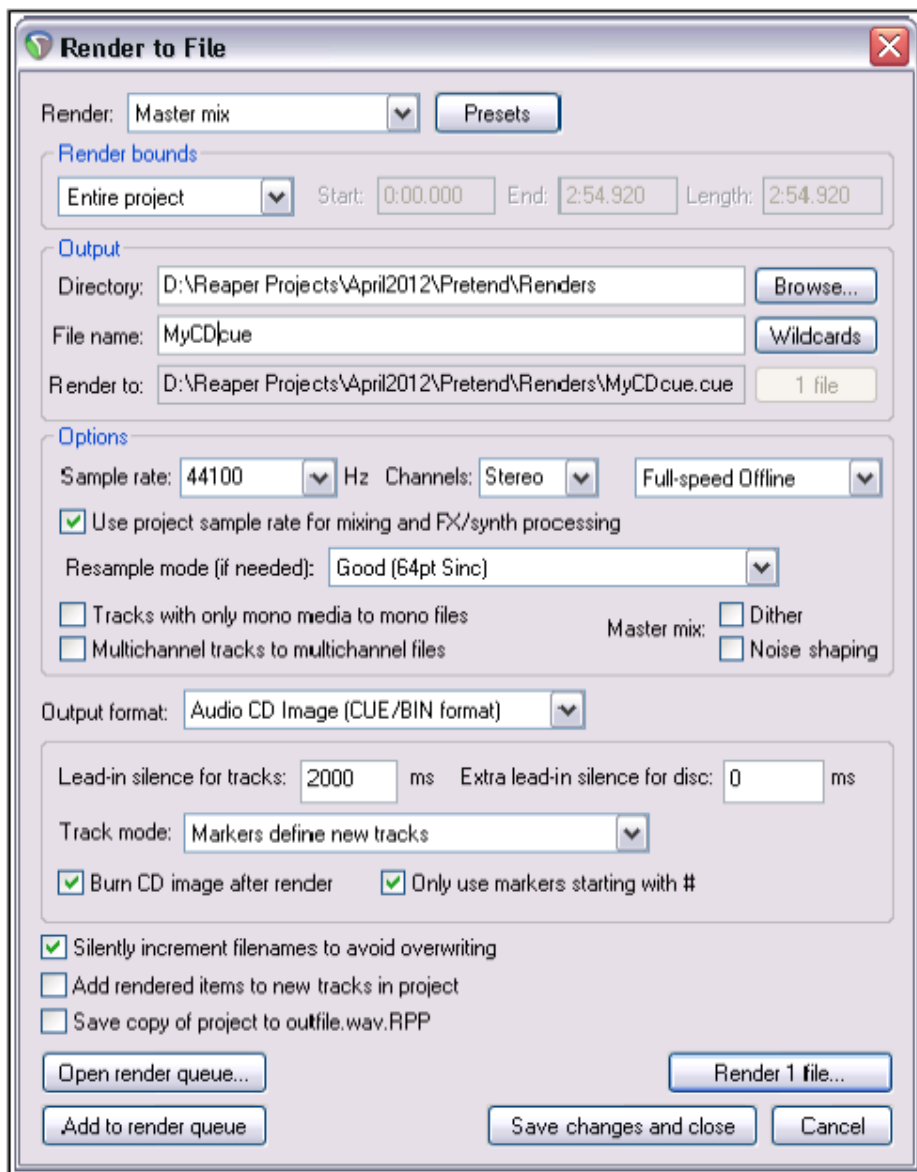 Render to File
Render: Master mix Presets
Render bounds
Entire project Start: 0:00.000 End: 2:54.920 Length: 2:54.920
Output
Directory: D:\Reaper Projects\April2012\Pretend\Renders Browse...
File name: MyCDcue Wildcards
Render to: D:\Reaper Projects\April2012\Pretend\Renders\MyCDcue.cue 1 file
Options
Sample rate: 44100 Hz Channels: Stereo Full-speed Offline
Use project sample rate for mixing and FX/synth processing
Resample mode (if needed): Good (64pt Sinc)
Tracks with only mono media to mono files
Master mix: Dither
Multichannel tracks to multichannel files Noise shaping
Output format: Audio CD Image (CUE/BIN format)
Lead-in silence for tracks: 2000 ms Extra lead-in silence for disc: 0 ms
Track mode: Markers define new tracks
Burn CD image after render Only use markers starting with #
Silently increment filenames to avoid overwriting
Add rendered items to new tracks in project
Save copy of project to outfile.wav.RPP
Open render queue... Render 1 file...
Add to render queue Save changes and close Cancel